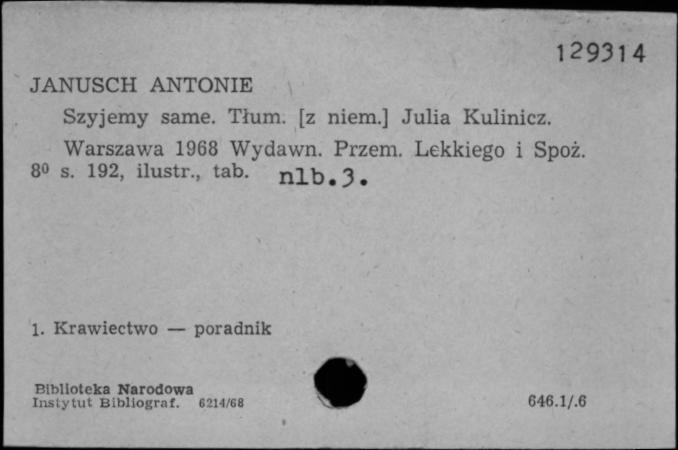 129314
JANUSCH ANTONIE
Szyjemy same. Tłum. [z niem.] Julia Kulinicz.
Warszawa 1968 Wydawn. Przem. Lekkiego i Spoż.
8⁰ s. 192, ilustr., tab. nlb.3.
1. Krawiectwo — poradnik
Biblioteka Narodowa
Instytut Bibliograf. 6214/68
646.1/.6